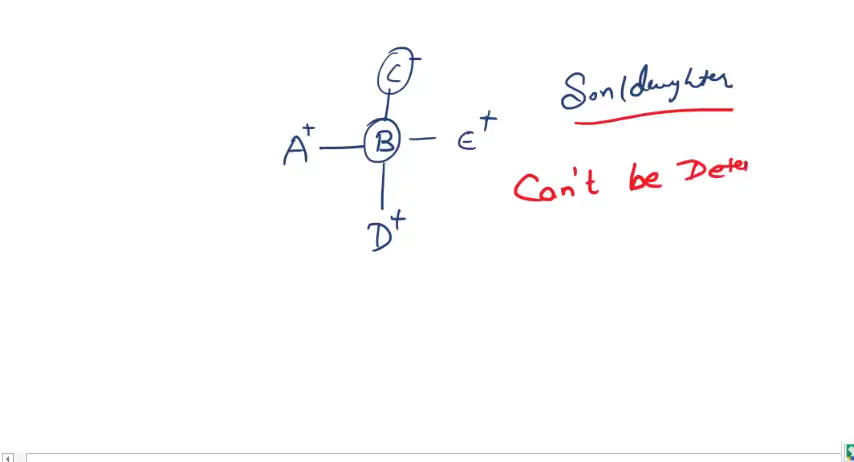 C-
Son/daughter
A+ — B — E+
Can't be Deter
D+